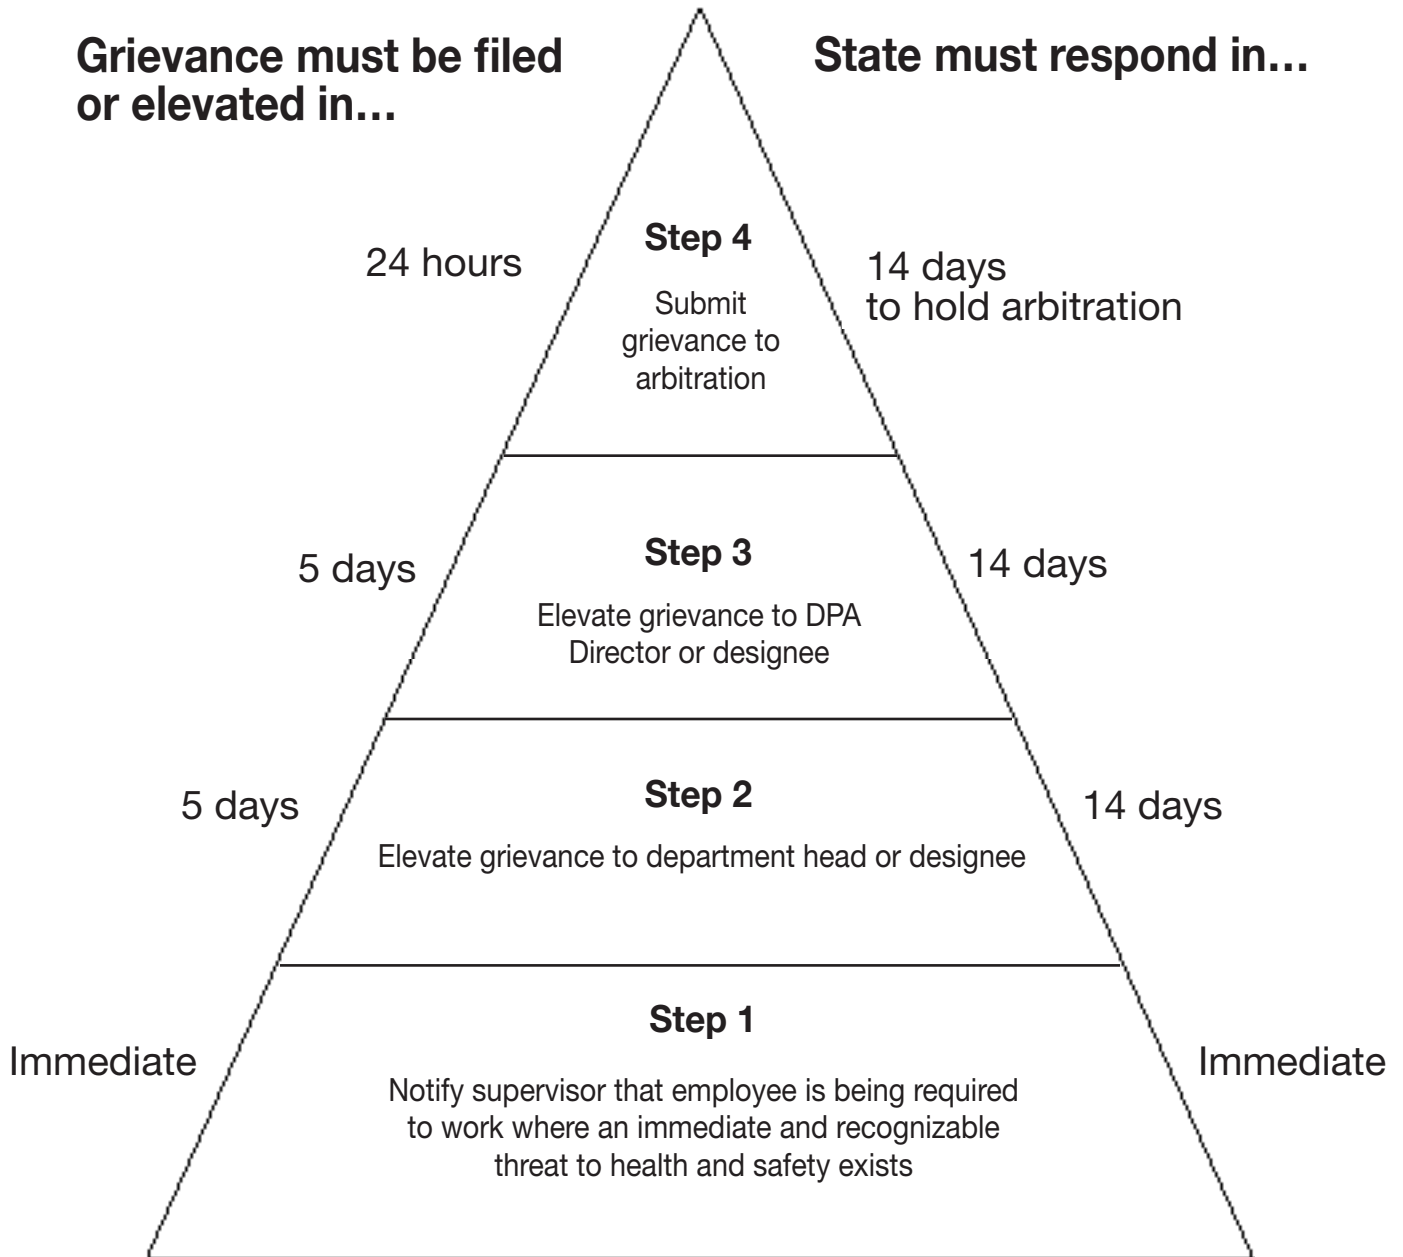 Grievance must be filed
or elevated in...
State must respond in...
Step 4
24 hours
14 days
to hold arbitration
Submit
grievance to
arbitration
Step 3
5 days
14 days
Elevate grievance to DPA
Director or designee
Step 2
5 days
14 days
Elevate grievance to department head or designee
Step 1
Immediate
Immediate
Notify supervisor that employee is being required
to work where an immediate and recognizable
threat to health and safety exists